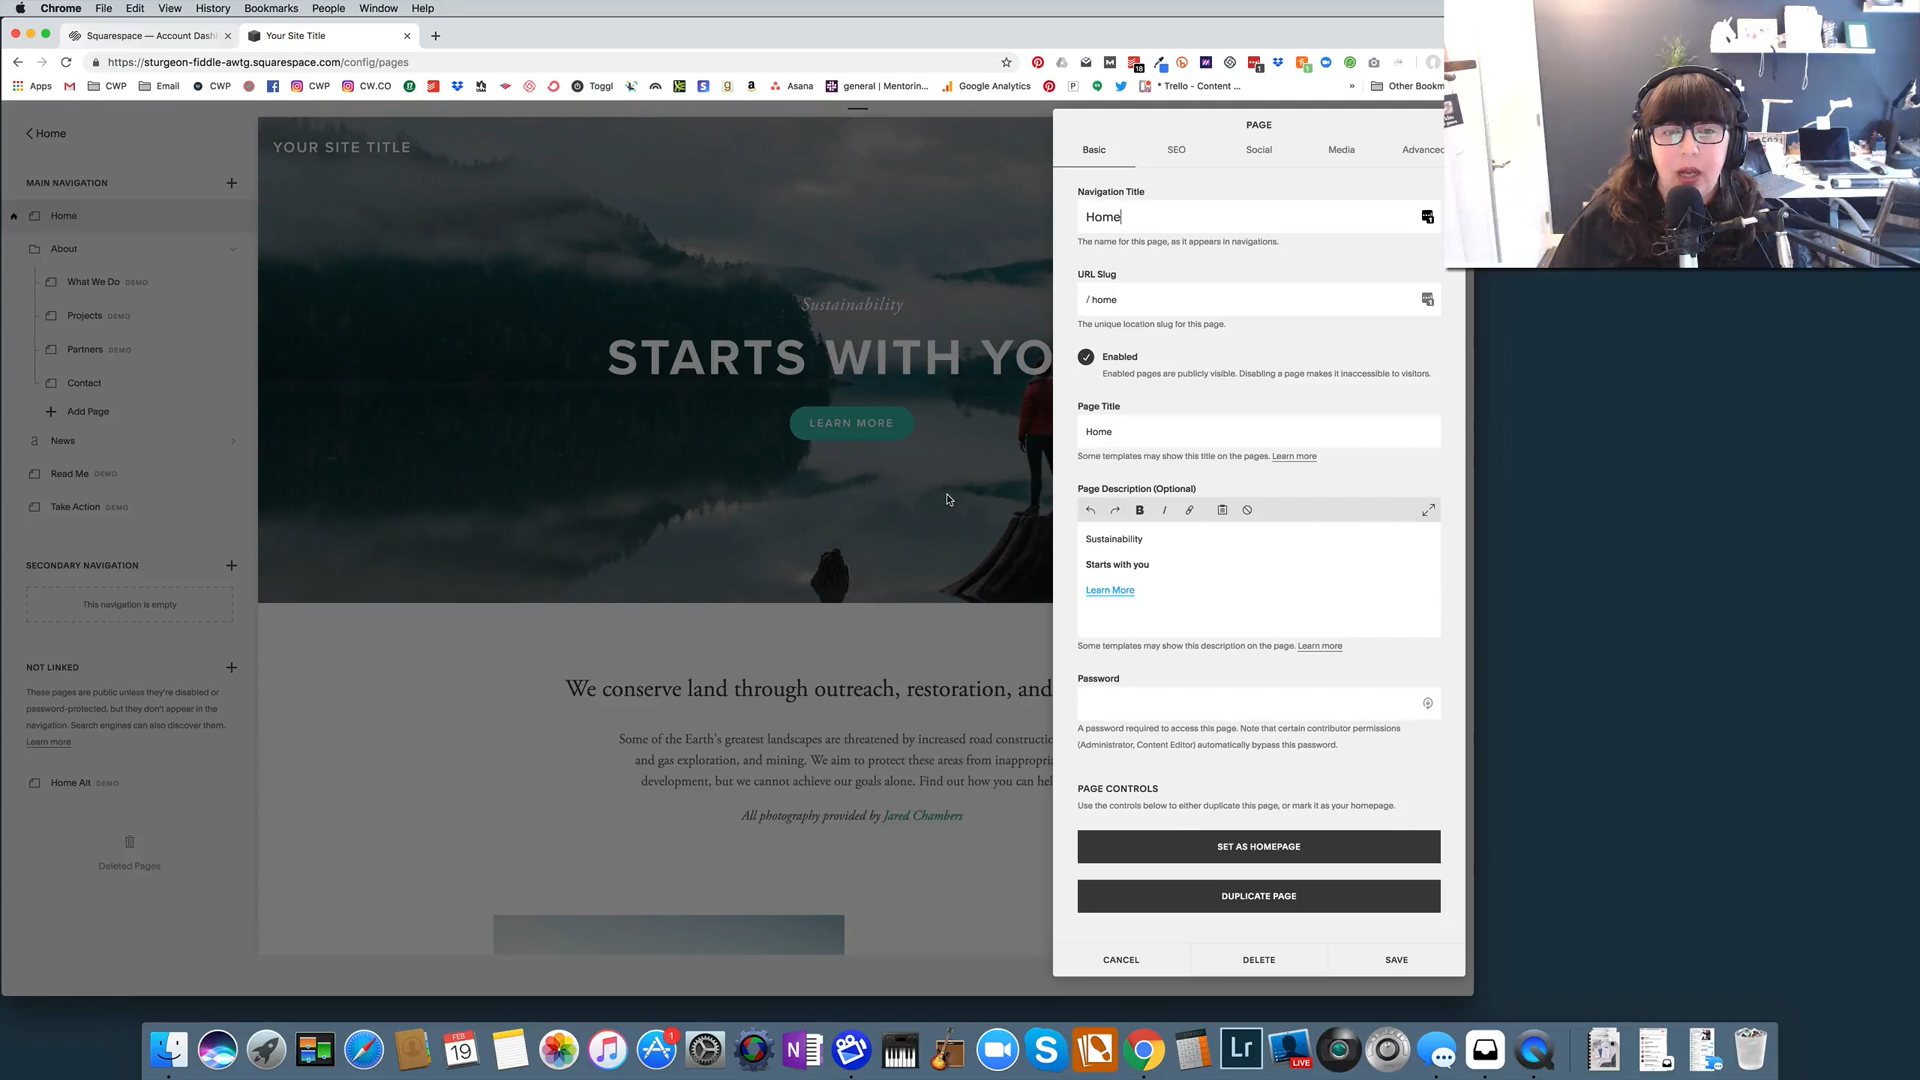 Chrome File Edit View History Bookmarks People Window Help
Squarespace — Account Dash
Your Site Title
https://sturgeon-fiddle-awtg.squarespace.com/config/pages
Apps
CWP
Email
CWP
CWP
CW.CO
Toggl
Asana
general | Mentorin...
Google Analytics
* Trello - Content ...
»
Other Bookm
Home
MAIN NAVIGATION
Home
About
What We Do DEMO
Projects DEMO
Partners DEMO
Contact
Add Page
News
Read Me DEMO
Take Action DEMO
SECONDARY NAVIGATION
This navigation is empty
NOT LINKED
These pages are public unless they're disabled or
password-protected, but they don't appear in the
navigation. Search engines can also discover them.
Learn more
Home Alt DEMO
Deleted Pages
YOUR SITE TITLE
Sustainability
STARTS WITH YO
LEARN MORE
We conserve land through outreach, restoration, and
Some of the Earth's greatest landscapes are threatened by increased road constructio
and gas exploration, and mining. We aim to protect these areas from inappropria
development, but we cannot achieve our goals alone. Find out how you can hel
All photography provided by Jared Chambers
PAGE
Basic
SEO
Social
Media
Advanced
Navigation Title
Home
The name for this page, as it appears in navigations.
URL Slug
/ home
The unique location slug for this page.
Enabled
Enabled pages are publicly visible. Disabling a page makes it inaccessible to visitors.
Page Title
Home
Some templates may show this title on the pages. Learn more
Page Description (Optional)
B I
Sustainability
Starts with you
Learn More
Some templates may show this description on the page. Learn more
Password
A password required to access this page. Note that certain contributor permissions
(Administrator, Content Editor) automatically bypass this password.
PAGE CONTROLS
Use the controls below to either duplicate this page, or mark it as your homepage.
SET AS HOMEPAGE
DUPLICATE PAGE
CANCEL
DELETE
SAVE
FEB
19
1
N
S
Lr
LIVE